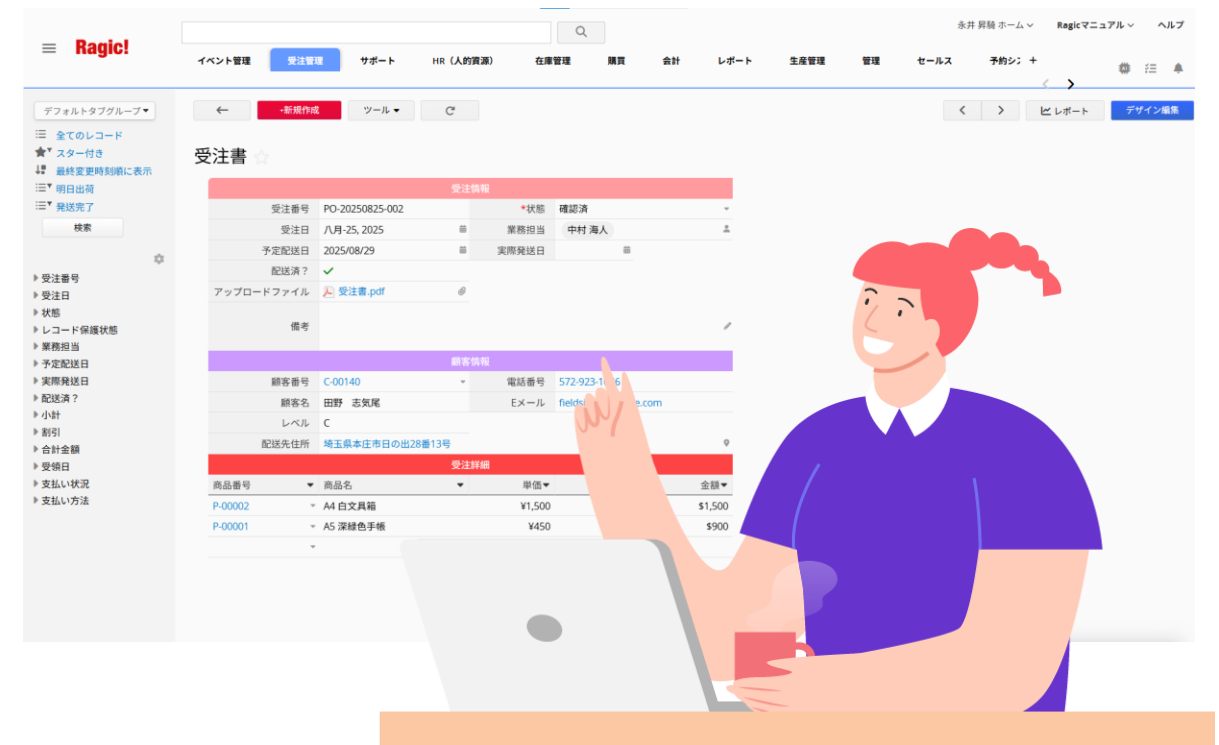 永井 昇騎 ホーム Ragicマニュアル ヘルプ
Ragic!
イベント管理 受注管理 サポート HR（人的資源） 在庫管理 購買 会計 レポート 生産管理 管理 セールス 予約シ +
デフォルトタブグループ
-新規作成 ツール レポート デザイン編集
全てのレコード
スター付き
最終変更時刻順に表示
明日出荷
発送完了
検索
受注番号
受注日
状態
レコード保護状態
業務担当
予定配送日
実際発送日
配送済？
小計
割引
合計金額
受領日
支払い状況
支払い方法
受注書
受注情報
受注番号 PO-20250825-002 *状態 確認済
受注日 八月-25, 2025 業務担当 中村 海人
予定配送日 2025/08/29 実際発送日
配送済？
アップロードファイル 受注書.pdf
備考
顧客情報
顧客番号 C-00140 電話番号 572-923-1
顧客名 田野　志気尾 Eメール fields e.com
レベル C
配送先住所 埼玉県本庄市日の出28番13号
受注詳細
商品番号 商品名 単価 金額
P-00002 A4 白文具箱 ¥1,500 $1,500
P-00001 A5 深緑色手帳 ¥450 $900